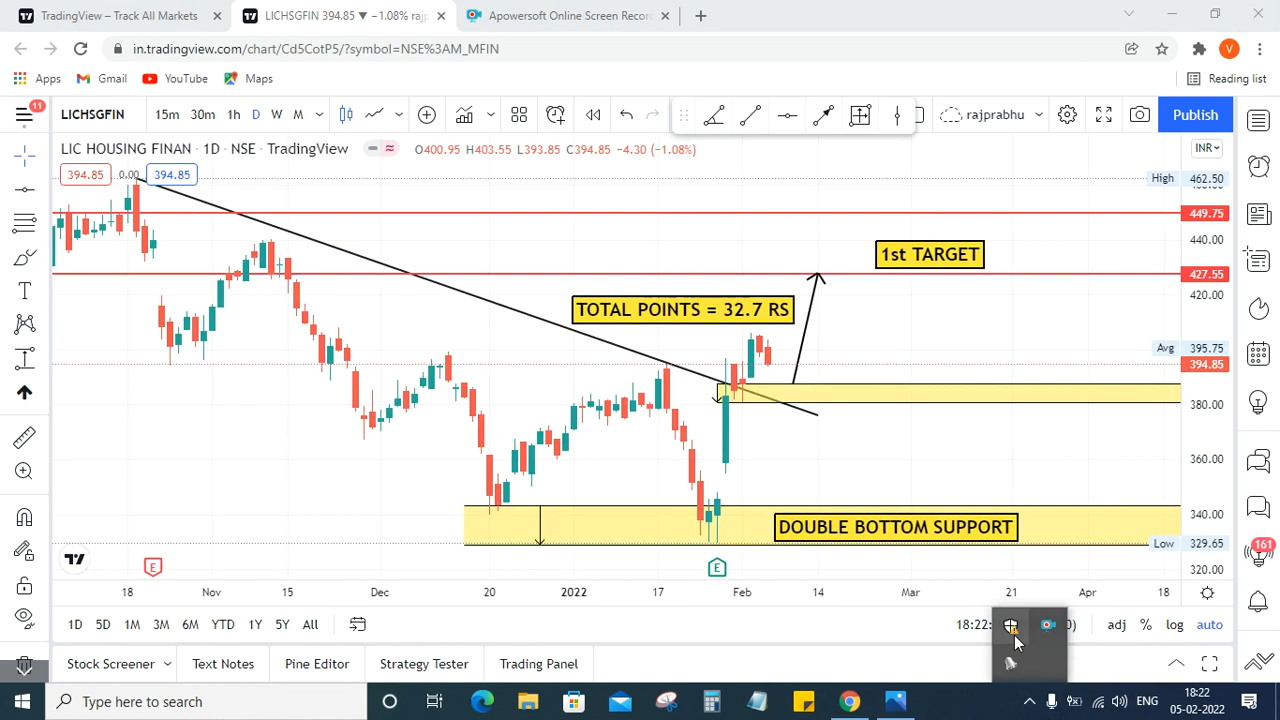 TradingView – Track All Markets
LICHSGFIN 394.85 ▼ −1.08% rajp
Apowersoft Online Screen Record
in.tradingview.com/chart/Cd5CotP5/?symbol=NSE%3AM_MFIN
V
Apps
Gmail
YouTube
Maps
Reading list
11
LICHSGFIN
15m
30m
1h
D
W
M
rajprabhu
Publish
LIC HOUSING FINAN · 1D · NSE · TradingView
O400.95 H403.55 L393.85 C394.85 −4.30 (−1.08%)
INR
394.85
0.00
394.85
High
462.50
449.75
440.00
1st TARGET
427.55
420.00
TOTAL POINTS = 32.7 RS
Avg
395.75
394.85
380.00
360.00
340.00
DOUBLE BOTTOM SUPPORT
Low
329.65
320.00
161
E
E
18
Nov
15
Dec
20
2022
17
Feb
14
Mar
21
Apr
18
1D
5D
1M
3M
6M
YTD
1Y
5Y
All
18:22:
0)
adj
%
log
auto
Stock Screener
Text Notes
Pine Editor
Strategy Tester
Trading Panel
Type here to search
ENG
18:22
05-02-2022